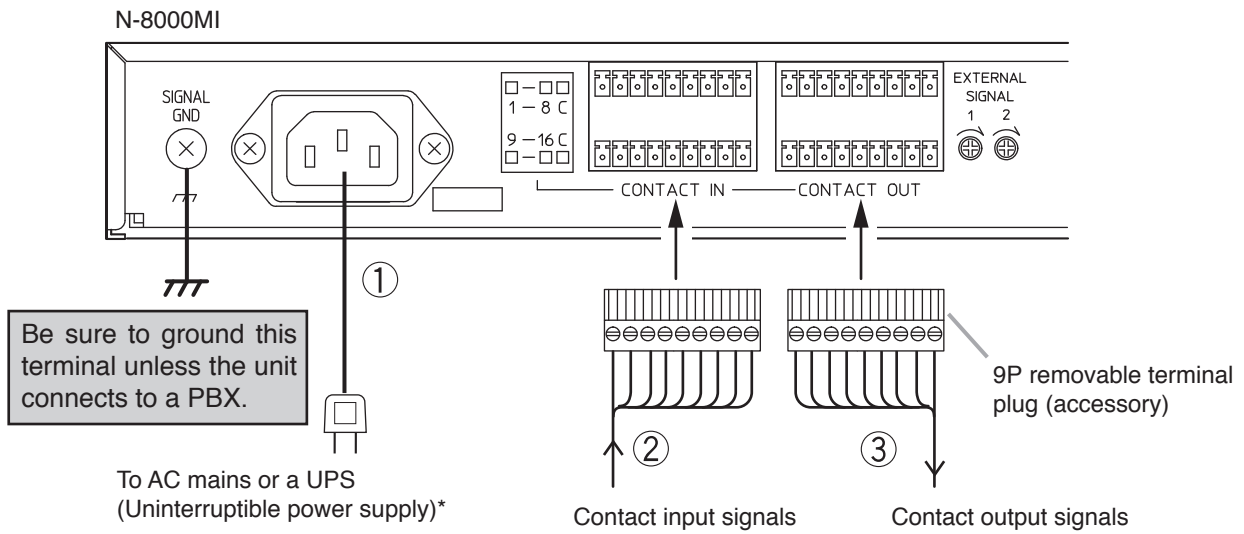 N-8000MI
SIGNAL
GND
1 – 8 C
9 – 16 C
CONTACT IN
CONTACT OUT
EXTERNAL
SIGNAL
1 2
①
Be sure to ground this
terminal unless the unit
connects to a PBX.
9P removable terminal
plug (accessory)
②
③
To AC mains or a UPS
(Uninterruptible power supply)*
Contact input signals
Contact output signals